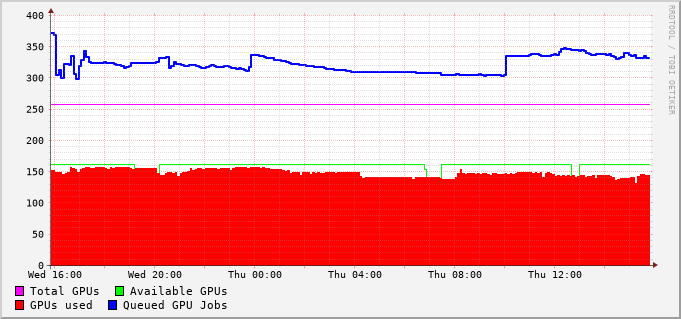 400
350
300
250
200
150
100
50
0
Wed 16:00 Wed 20:00 Thu 00:00 Thu 04:00 Thu 08:00 Thu 12:00
Total GPUs Available GPUs
GPUs used Queued GPU Jobs
RRDTOOL / TOBI OETIKER